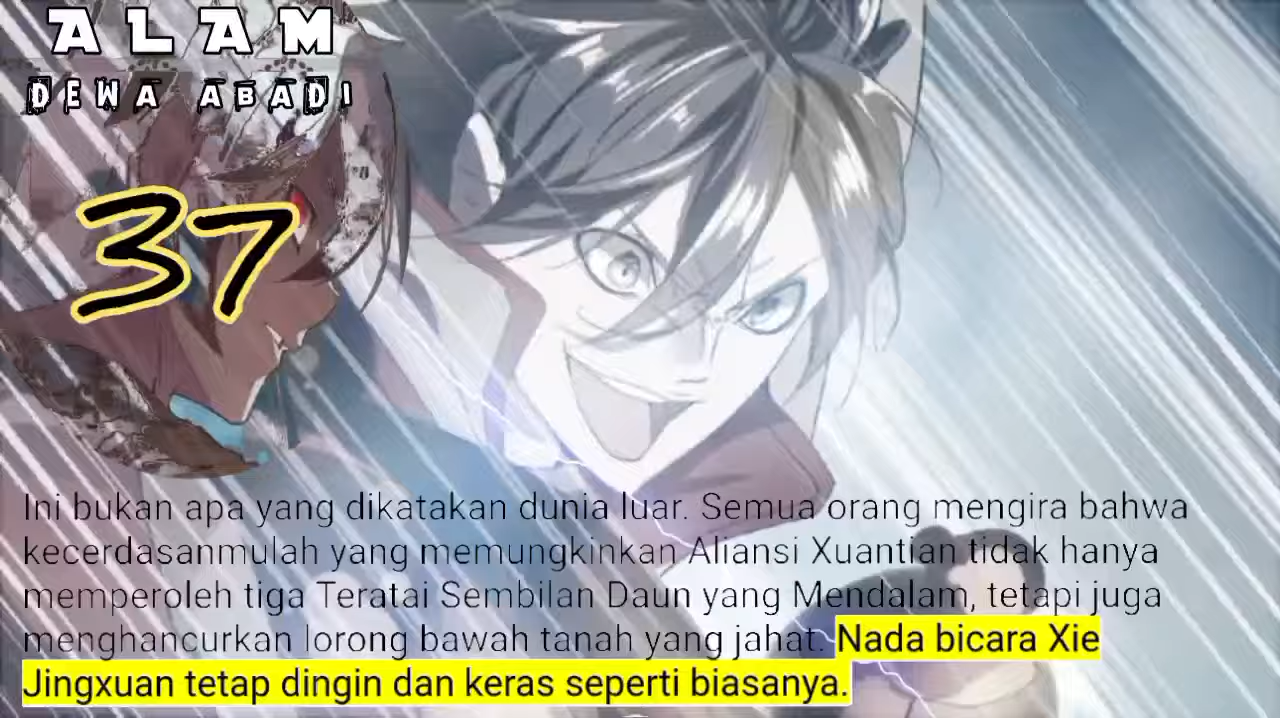 ALAM
DEWA ABADI
37
Ini bukan apa yang dikatakan dunia luar. Semua orang mengira bahwa
kecerdasanmulah yang memungkinkan Aliansi Xuantian tidak hanya
memperoleh tiga Teratai Sembilan Daun yang Mendalam, tetapi juga
menghancurkan lorong bawah tanah yang jahat. Nada bicara Xie
Jingxuan tetap dingin dan keras seperti biasanya.